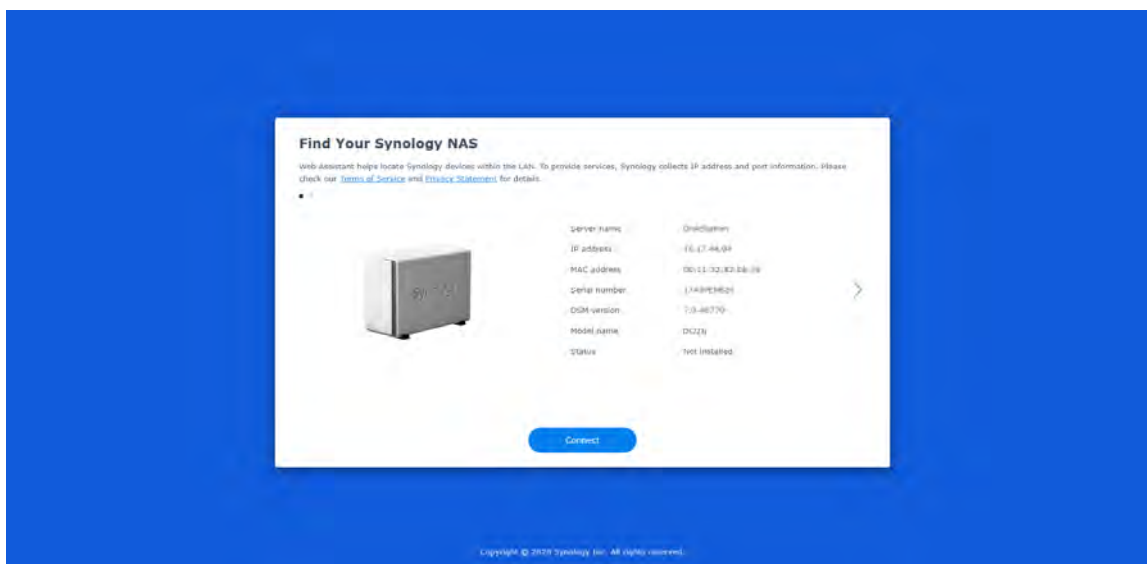 Find Your Synology NAS
Web Assistant helps locate Synology devices within the LAN. To provide services, Synology collects IP address and port information. Please
check our Terms of Service and Privacy Statement for details.
Server name DiskStation
IP address
MAC address
Serial number
DSM version
Model name
Status Not installed
Connect
Copyright © 2020 Synology Inc. All rights reserved.